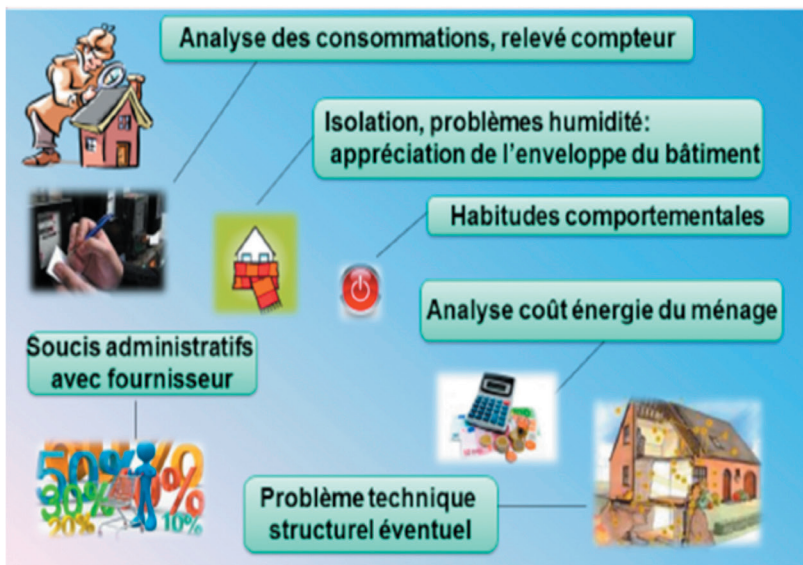 Analyse des consommations, relevé compteur
Isolation, problèmes humidité:
appréciation de l'enveloppe du bâtiment
Habitudes comportementales
Analyse coût énergie du ménage
Soucis administratifs
avec fournisseur
50%
30%
20%
%
10%
Problème technique
structurel éventuel